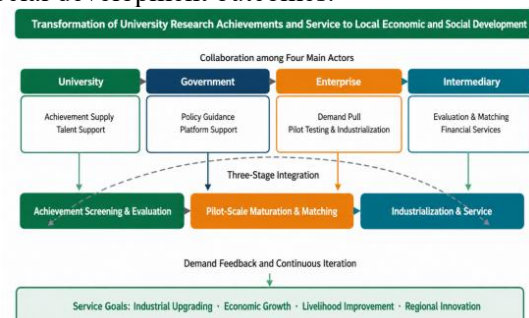 Transformation of University Research Achievements and Service to Local Economic and Social Development
Collaboration among Four Main Actors
University
Government
Enterprise
Intermediary
Achievement Supply
Talent Support
Policy Guidance
Platform Support
Demand Pull
Pilot Testing & Industrialization
Evaluation & Matching
Financial Services
Three-Stage Integration
Achievement Screening & Evaluation
Pilot-Scale Maturation & Matching
Industrialization & Service
Demand Feedback and Continuous Iteration
Service Goals: Industrial Upgrading · Economic Growth · Livelihood Improvement · Regional Innovation